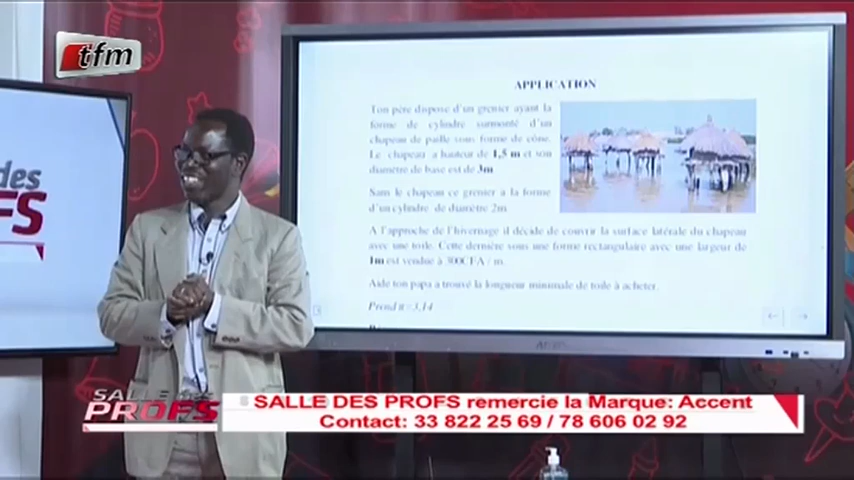 tfm
des
FS
APPLICATION
Ton père dispose d'un grenier ayant la
forme de cylindre surmonté d'un
chapeau de paille sous forme de cône.
Le chapeau a hauteur de 1,5 m et son
diamètre de base est de 3m
Sans le chapeau ce grenier à la forme
d'un cylindre de diamètre 2m.
A l'approche de l'hivernage il décide de couvrir la surface latérale du chapeau
avec une toile. Cette dernière sous une forme rectangulaire avec une largeur de
1m est vendue à 300CFA / m.
Aide ton papa à trouvé la longueur minimale de toile à acheter.
Prend π=3,14
SALLE des
PROFS
SALLE DES PROFS remercie la Marque: Accent
Contact: 33 822 25 69 / 78 606 02 92